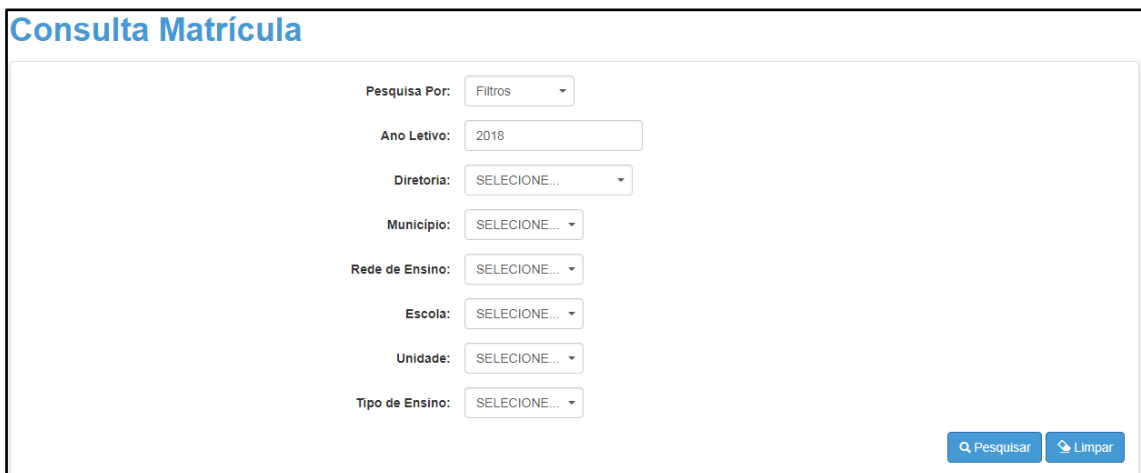 Consulta Matrícula
Pesquisa Por: Filtros
Ano Letivo: 2018
Diretoria: SELECIONE...
Município: SELECIONE...
Rede de Ensino: SELECIONE...
Escola: SELECIONE...
Unidade: SELECIONE...
Tipo de Ensino: SELECIONE...
Pesquisar Limpar